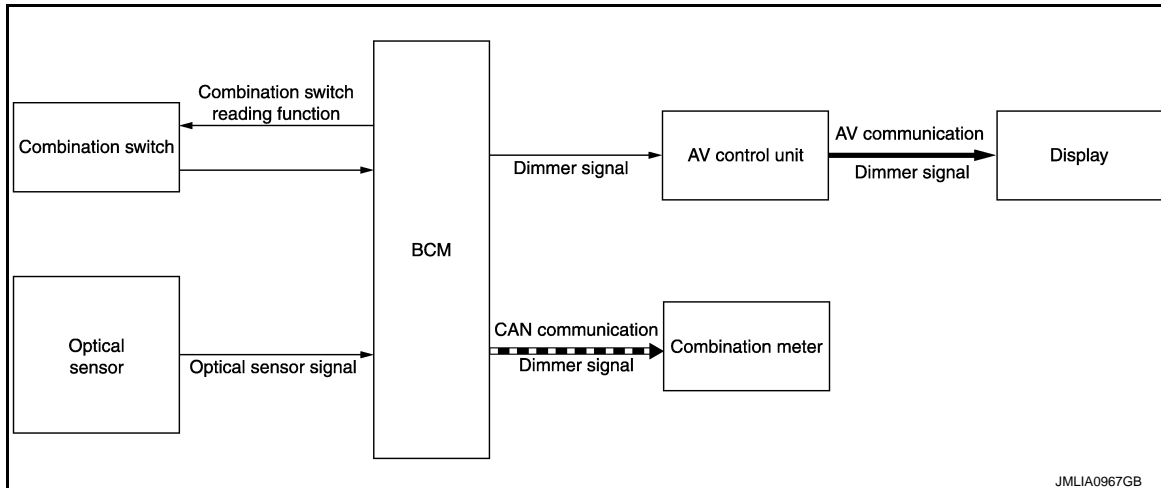 Combination switch
reading function
Combination switch
AV communication
AV control unit
Display
Dimmer signal
Dimmer signal
BCM
Optical
sensor
Optical sensor signal
CAN communication
Dimmer signal
Combination meter
JMLIA0967GB